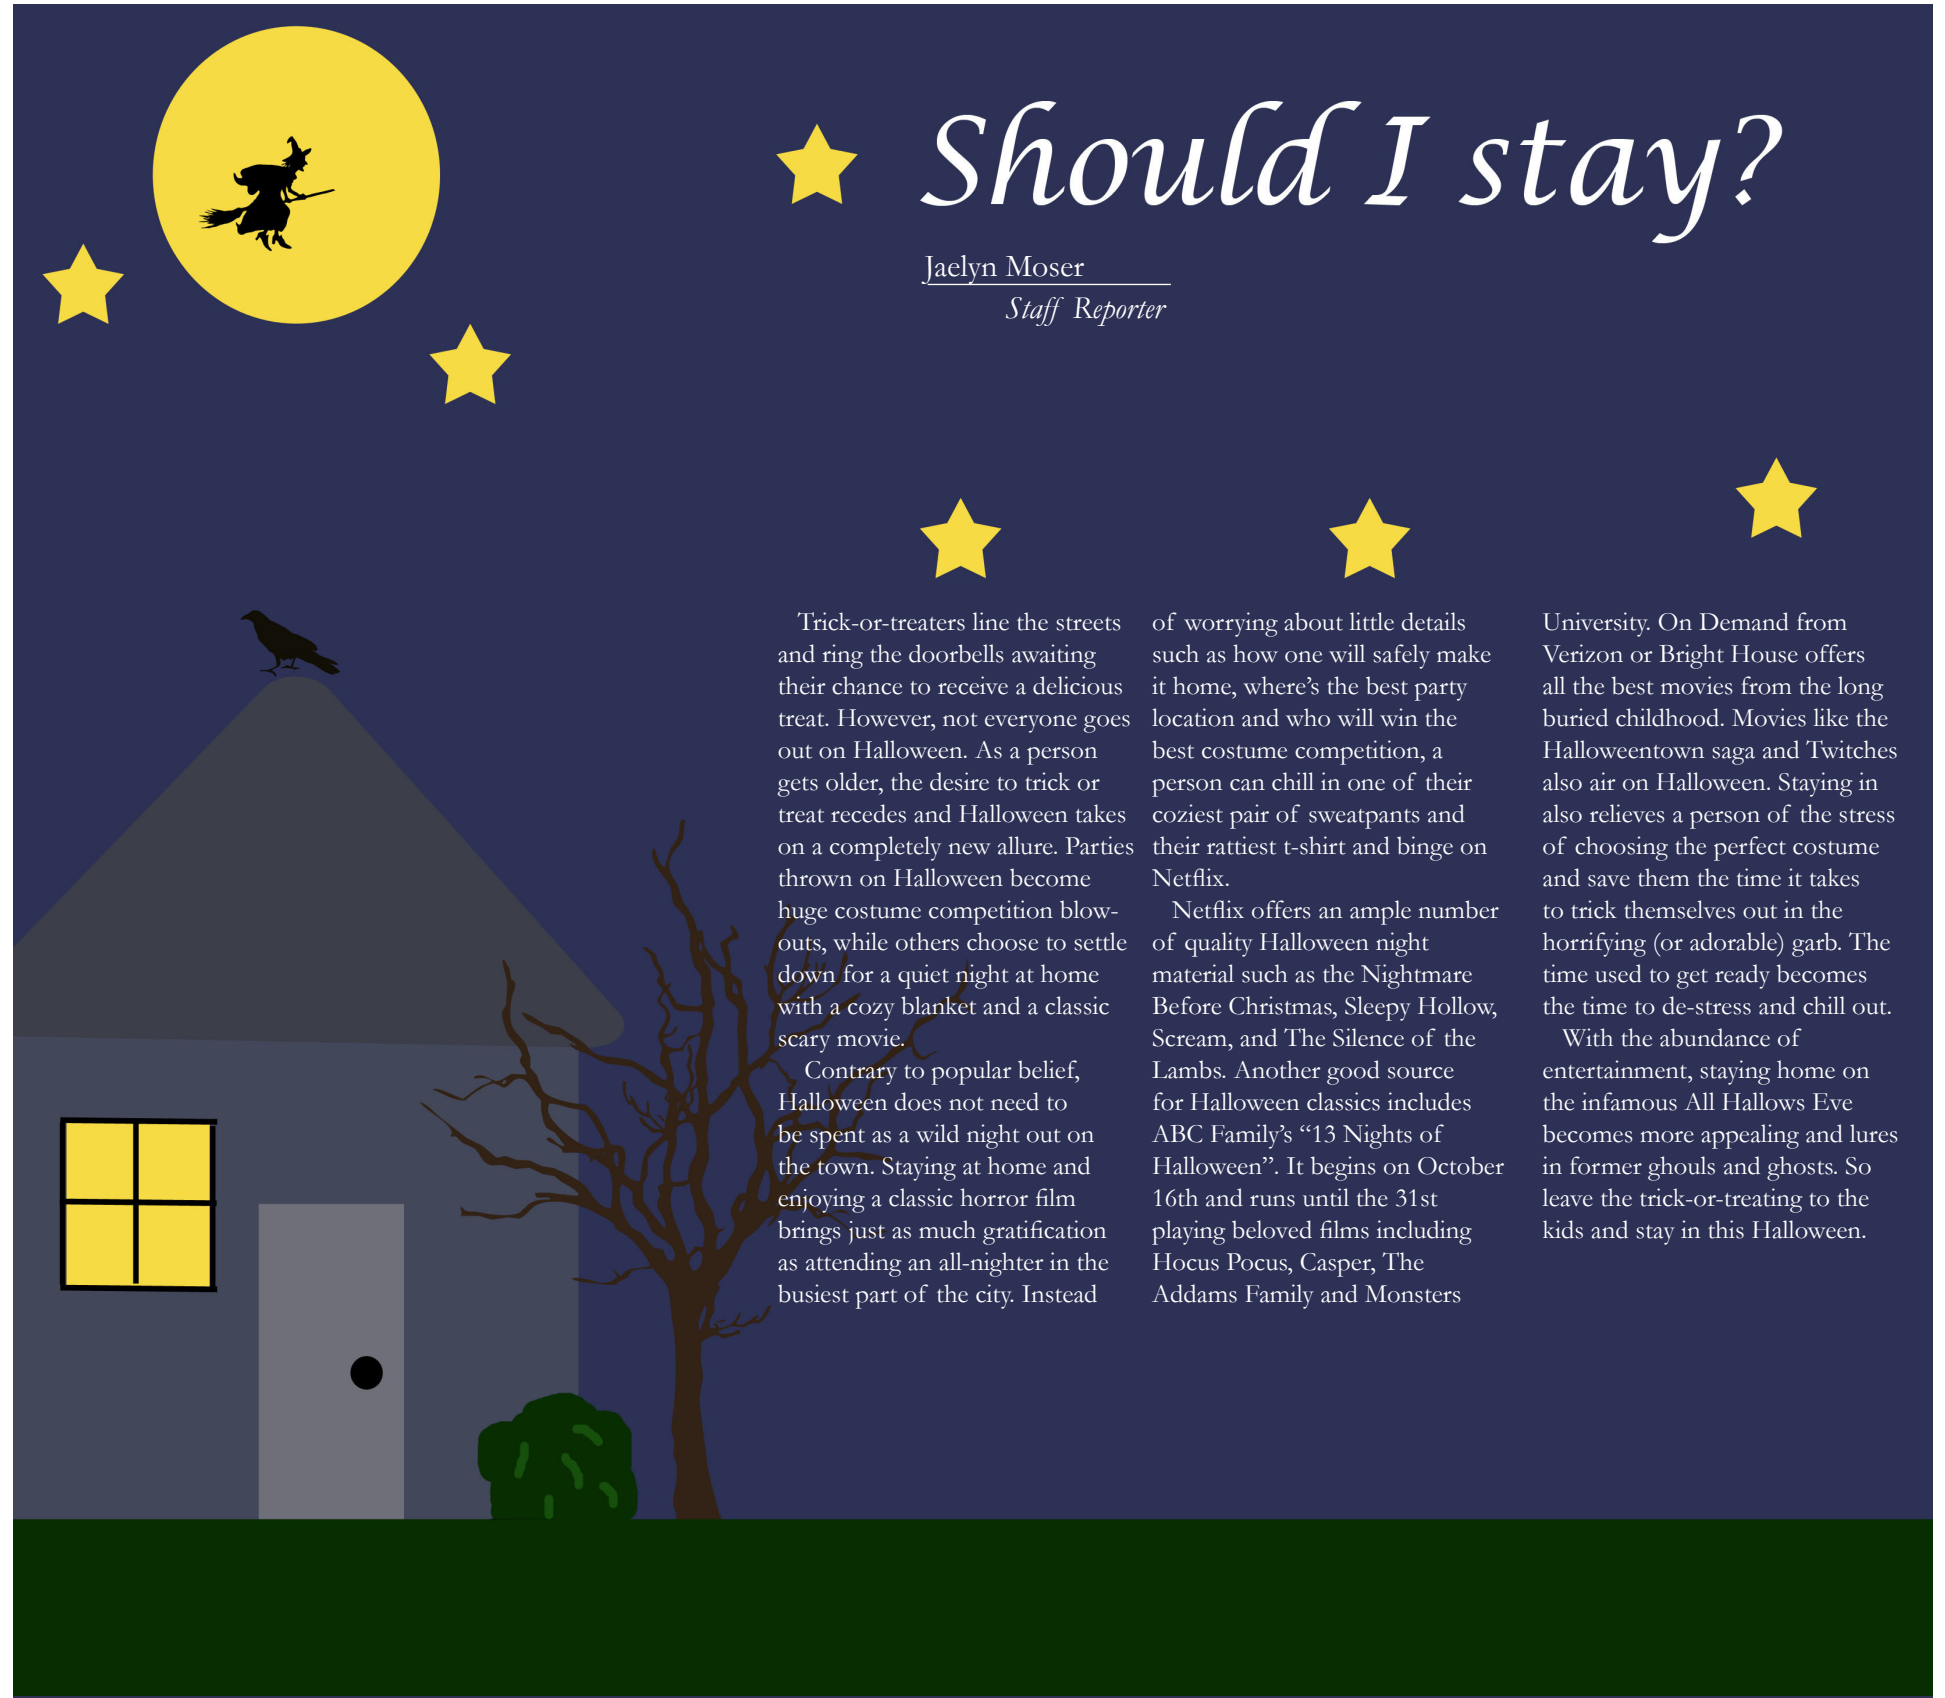 Should I stay?
Jaelyn Moser
Staff Reporter
Trick-or-treaters line the streets
and ring the doorbells awaiting
their chance to receive a delicious
treat. However, not everyone goes
out on Halloween. As a person
gets older, the desire to trick or
treat recedes and Halloween takes
on a completely new allure. Parties
thrown on Halloween become
huge costume competition blow-
outs, while others choose to settle
down for a quiet night at home
with a cozy blanket and a classic
scary movie.
Contrary to popular belief,
Halloween does not need to
be spent as a wild night out on
the town. Staying at home and
enjoying a classic horror film
brings just as much gratification
as attending an all-nighter in the
busiest part of the city. Instead
of worrying about little details
such as how one will safely make
it home, where’s the best party
location and who will win the
best costume competition, a
person can chill in one of their
coziest pair of sweatpants and
their rattiest t-shirt and binge on
Netflix.
Netflix offers an ample number
of quality Halloween night
material such as the Nightmare
Before Christmas, Sleepy Hollow,
Scream, and The Silence of the
Lambs. Another good source
for Halloween classics includes
ABC Family’s “13 Nights of
Halloween”. It begins on October
16th and runs until the 31st
playing beloved films including
Hocus Pocus, Casper, The
Addams Family and Monsters
University. On Demand from
Verizon or Bright House offers
all the best movies from the long
buried childhood. Movies like the
Halloweentown saga and Twitches
also air on Halloween. Staying in
also relieves a person of the stress
of choosing the perfect costume
and save them the time it takes
to trick themselves out in the
horrifying (or adorable) garb. The
time used to get ready becomes
the time to de-stress and chill out.
With the abundance of
entertainment, staying home on
the infamous All Hallows Eve
becomes more appealing and lures
in former ghouls and ghosts. So
leave the trick-or-treating to the
kids and stay in this Halloween.